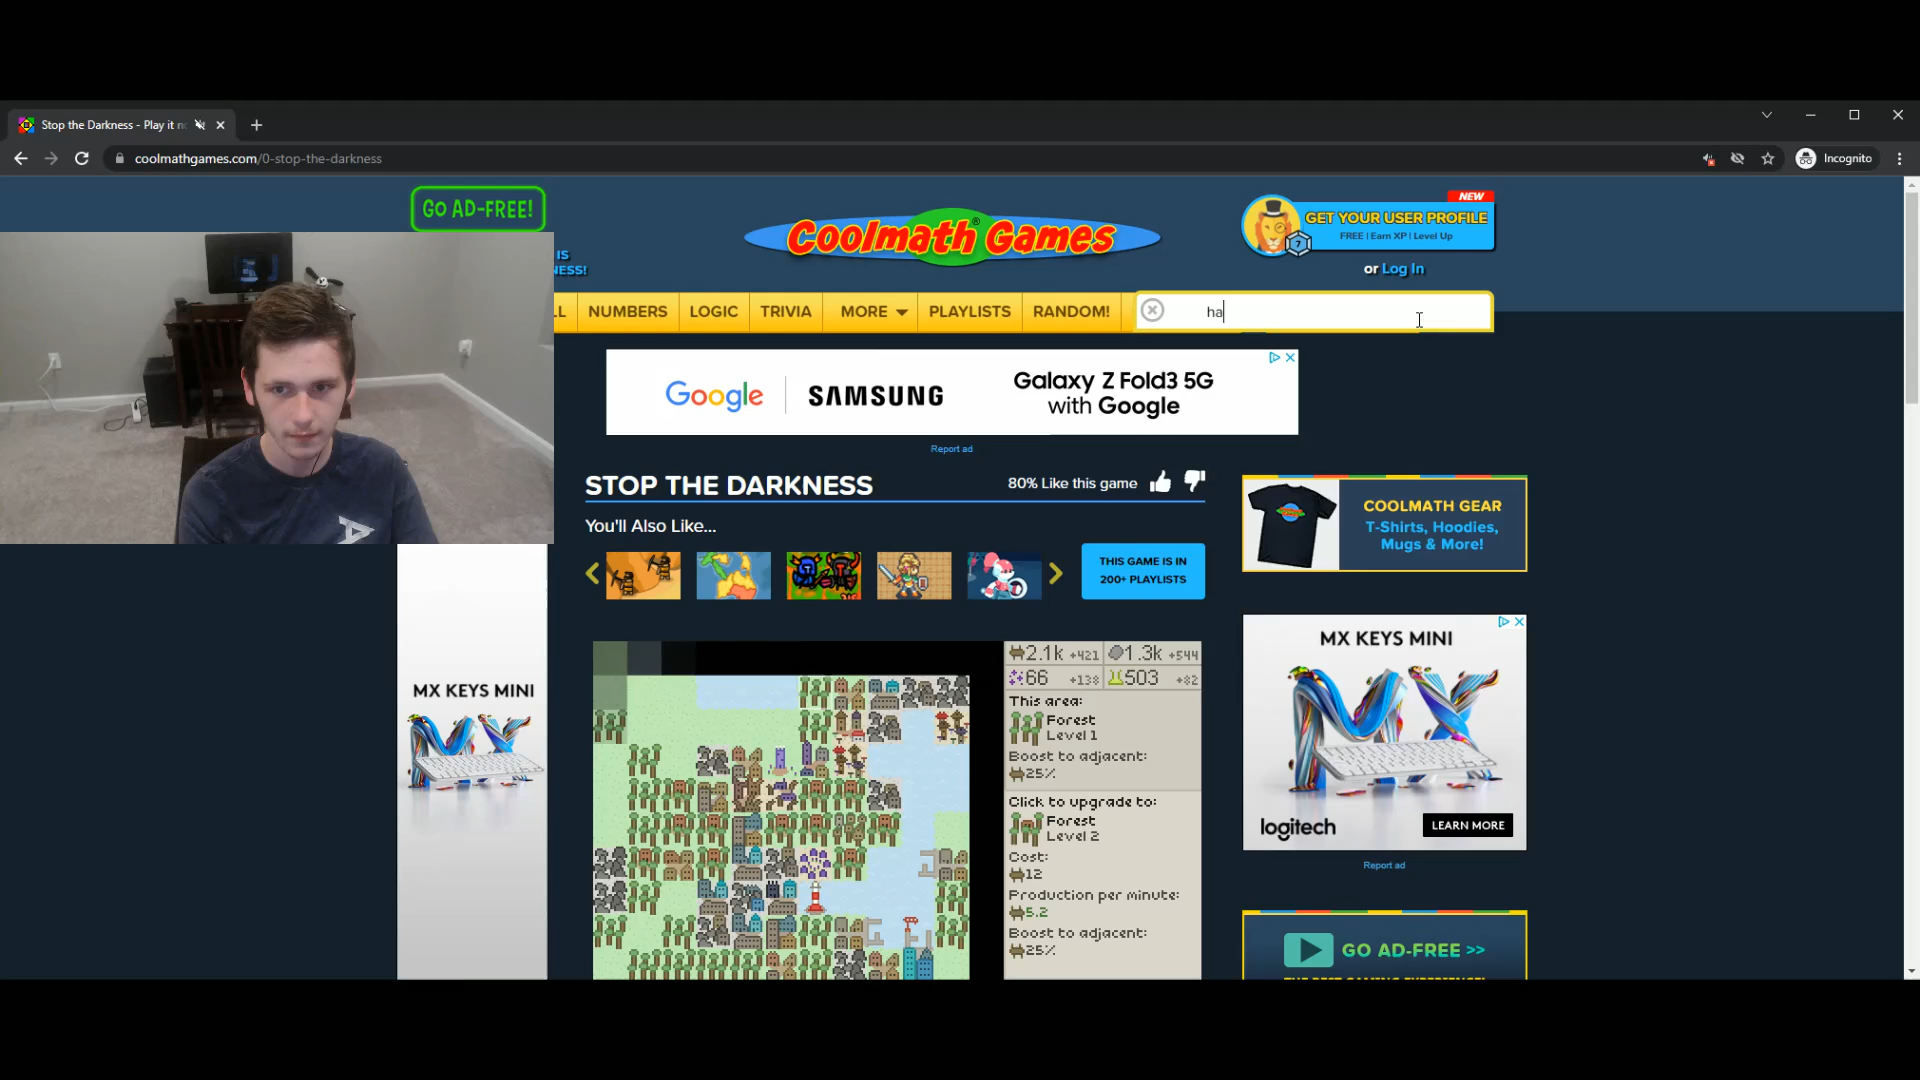 Stop the Darkness - Play it n
coolmathgames.com/0-stop-the-darkness
Incognito
GO AD-FREE!
Coolmath Games®
NEW
GET YOUR USER PROFILE
FREE | Earn XP | Level Up
7
or Log In
IS
NUMBERS LOGIC TRIVIA MORE PLAYLISTS RANDOM! ha
Google SAMSUNG Galaxy Z Fold3 5G
with Google
Report ad
STOP THE DARKNESS
80% Like this game
You'll Also Like...
THIS GAME IS IN
200+ PLAYLISTS
COOLMATH GEAR
T-Shirts, Hoodies,
Mugs & More!
MX KEYS MINI
2.1k +421 1.3k +544
66 +138 503 +82
This area:
Forest
Level 1
Boost to adjacent:
25%
Click to upgrade to:
Forest
Level 2
Cost:
12
Production per minute:
5.2
Boost to adjacent:
25%
MX KEYS MINI
logitech
LEARN MORE
Report ad
GO AD-FREE >>